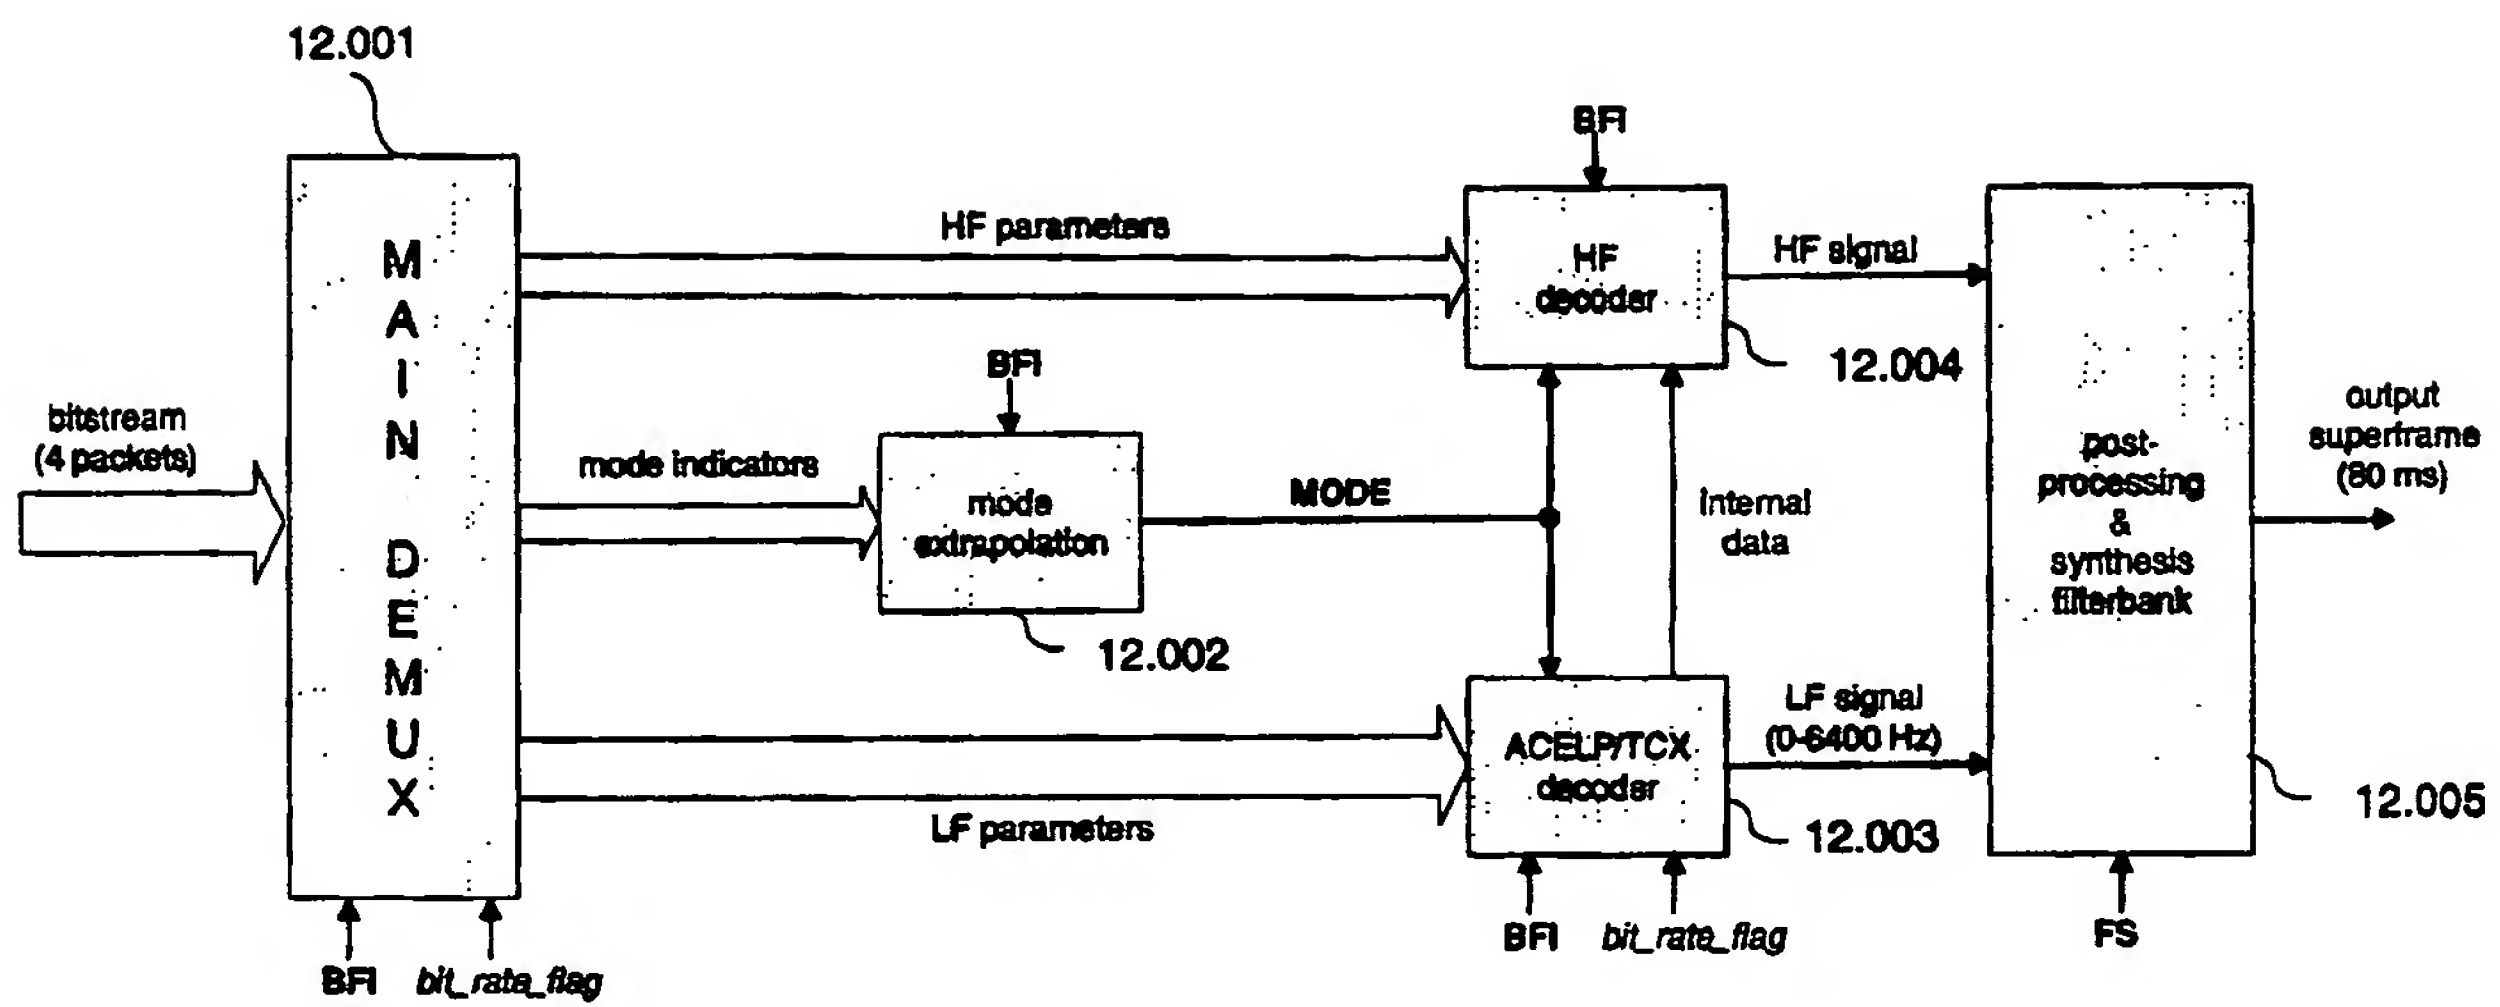 12.001
MAIN DEMUX
bitstream
(4 packets)
BFI
bit_rate_flag
HF parameters
mode indicators
LF parameters
BFI
mode
extrapolation
12.002
MODE
BFI
HF
decoder
12.004
HF signal
internal
data
ACELP/TCX
decoder
12.003
BFI
bit_rate_flag
LF signal
(0-6400 Hz)
post-
processing
&
synthesis
filterbank
12.005
FS
output
superframe
(80 ms)